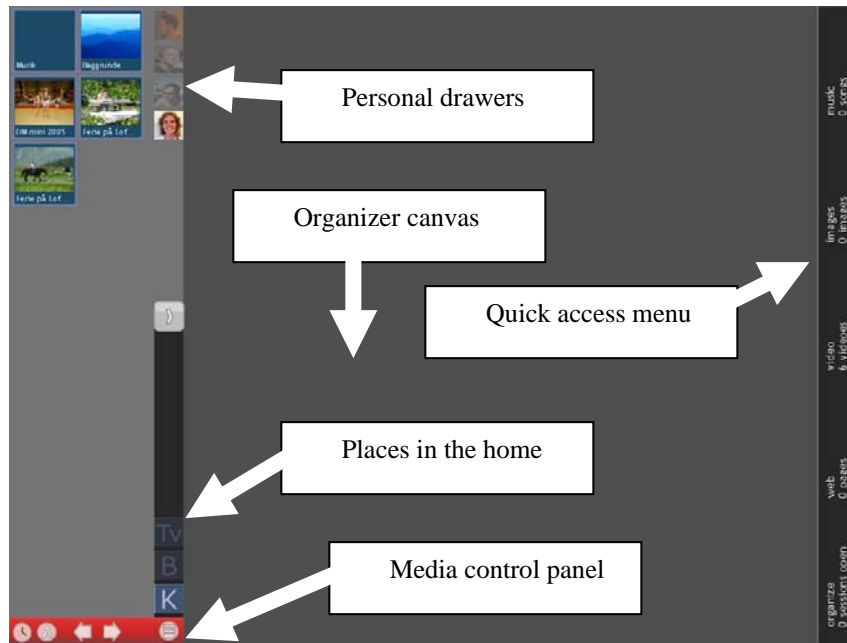 Musik
Baggrunde
DM mini 2005
Ferie på Lof...
Ferie på Lof...
Personal drawers
Organizer canvas
Quick access menu
Places in the home
Media control panel
Tv
B
K
music
0 songs
images
0 images
video
6 videoes
web
0 pages
organize
0 sessions open